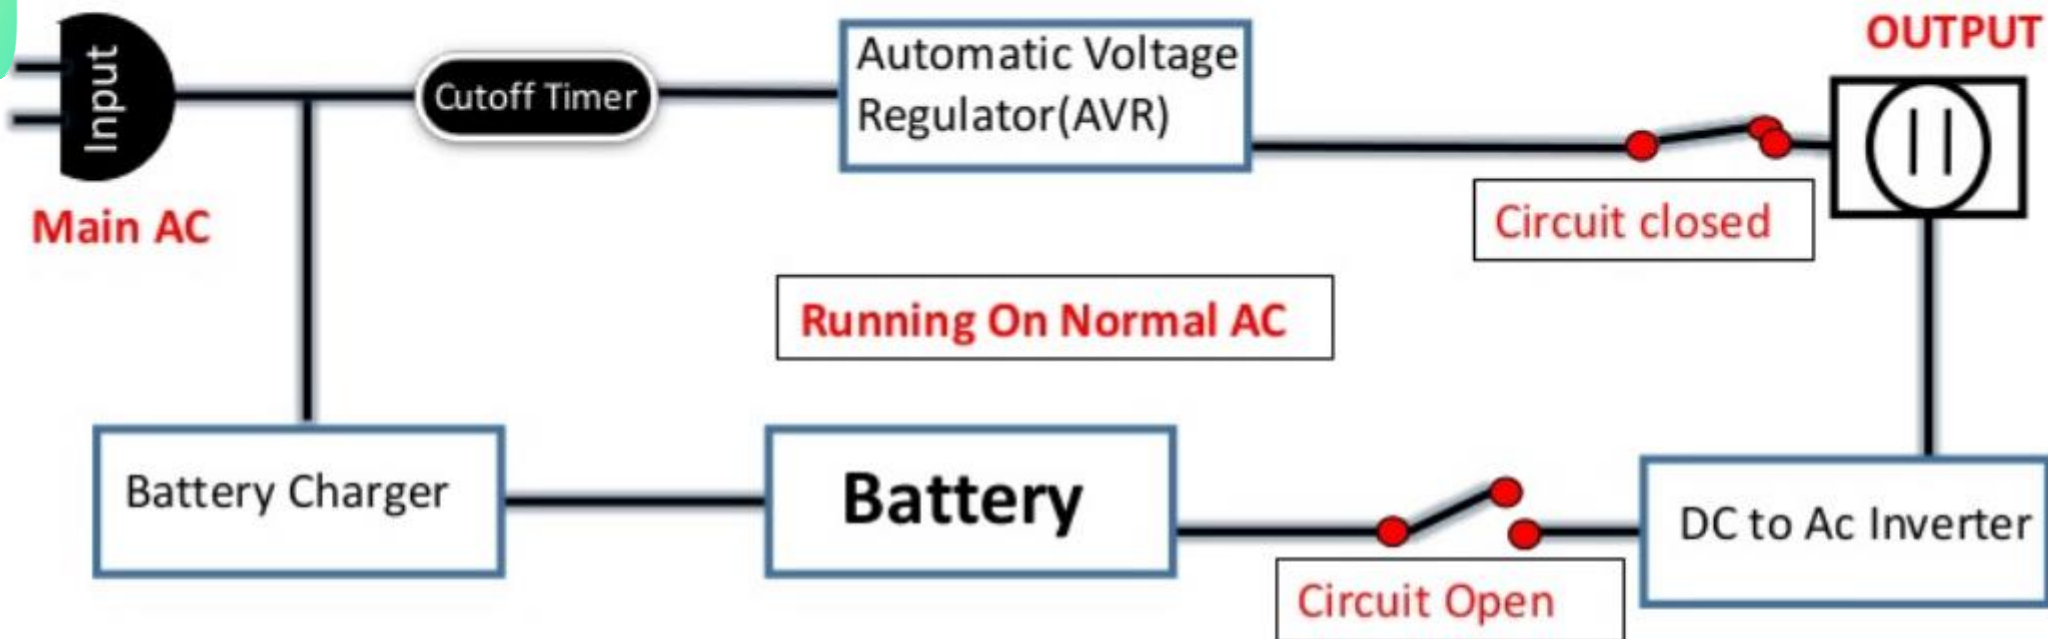 Input
Main AC
Cutoff Timer
Automatic Voltage
Regulator(AVR)
OUTPUT
Circuit closed
Running On Normal AC
Battery Charger
Battery
Circuit Open
DC to Ac Inverter